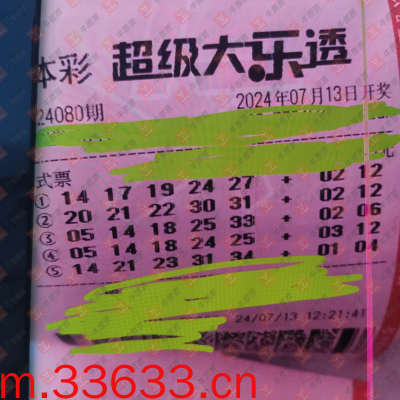 体彩 超级大乐透
24080期 2024年07月13日开奖
元
式票
① 14 17 19 24 27 + 02 12
② 20 21 22 30 31 + 02 12
③ 05 14 18 25 33 + 02 06
④ 05 14 18 24 25 + 03 12
⑤ 14 21 23 31 34 + 01 04
24/07/13 12:21:41
m.33633.cn